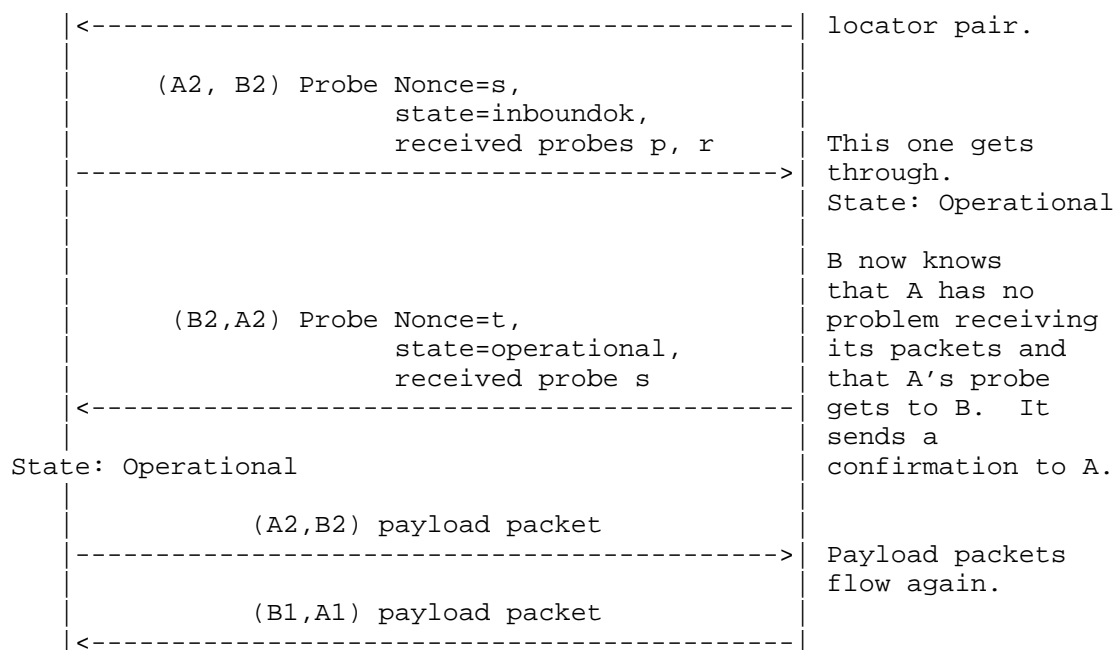 |<--------------------------------------------| locator pair.
|                                             |
|     (A2, B2) Probe Nonce=s,                 |
|                    state=inboundok,         |
|                    received probes p, r     | This one gets
|-------------------------------------------->| through.
|                                             | State: Operational
|                                             |
|                                             | B now knows
|                                             | that A has no
|      (B2,A2) Probe Nonce=t,                 | problem receiving
|                    state=operational,       | its packets and
|                    received probe s         | that A's probe
|<--------------------------------------------| gets to B.  It
|                                             | sends a
State: Operational                            | confirmation to A.
|                                             |
|           (A2,B2) payload packet            |
|-------------------------------------------->| Payload packets
|                                             | flow again.
|           (B1,A1) payload packet            |
|<--------------------------------------------|